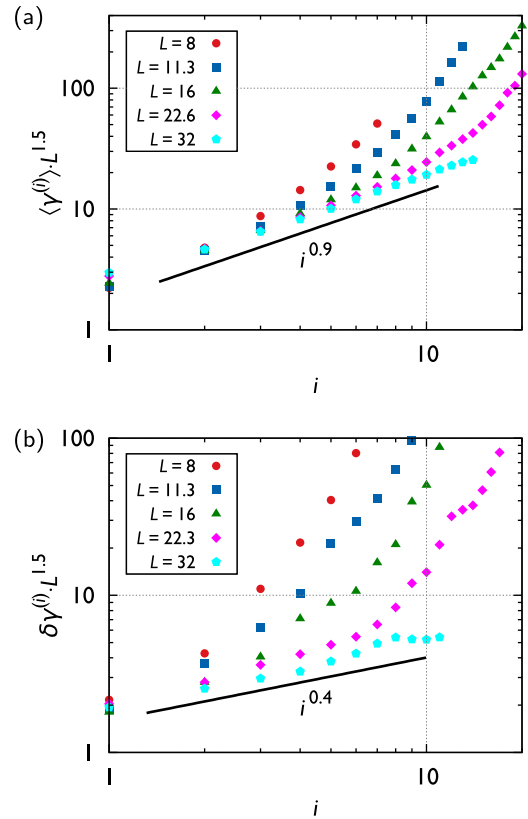 (a)
L = 8
L = 11.3
L = 16
L = 22.6
L = 32
100
10
1
⟨γ^(i)⟩·L^1.5
i^0.9
1
10
i
(b)
L = 8
L = 11.3
L = 16
L = 22.3
L = 32
100
10
1
δγ^(i)·L^1.5
i^0.4
1
10
i